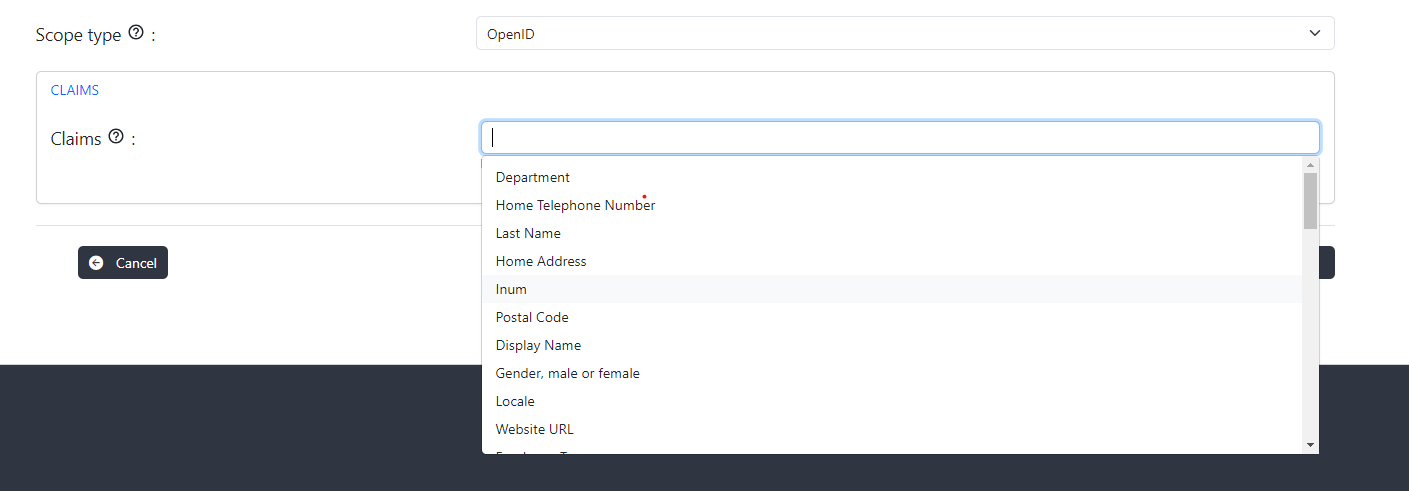 Scope type ? :
OpenID
CLAIMS
Claims ? :
Department
Home Telephone Number
Last Name
Home Address
Cancel
Inum
Postal Code
Display Name
Gender, male or female
Locale
Website URL